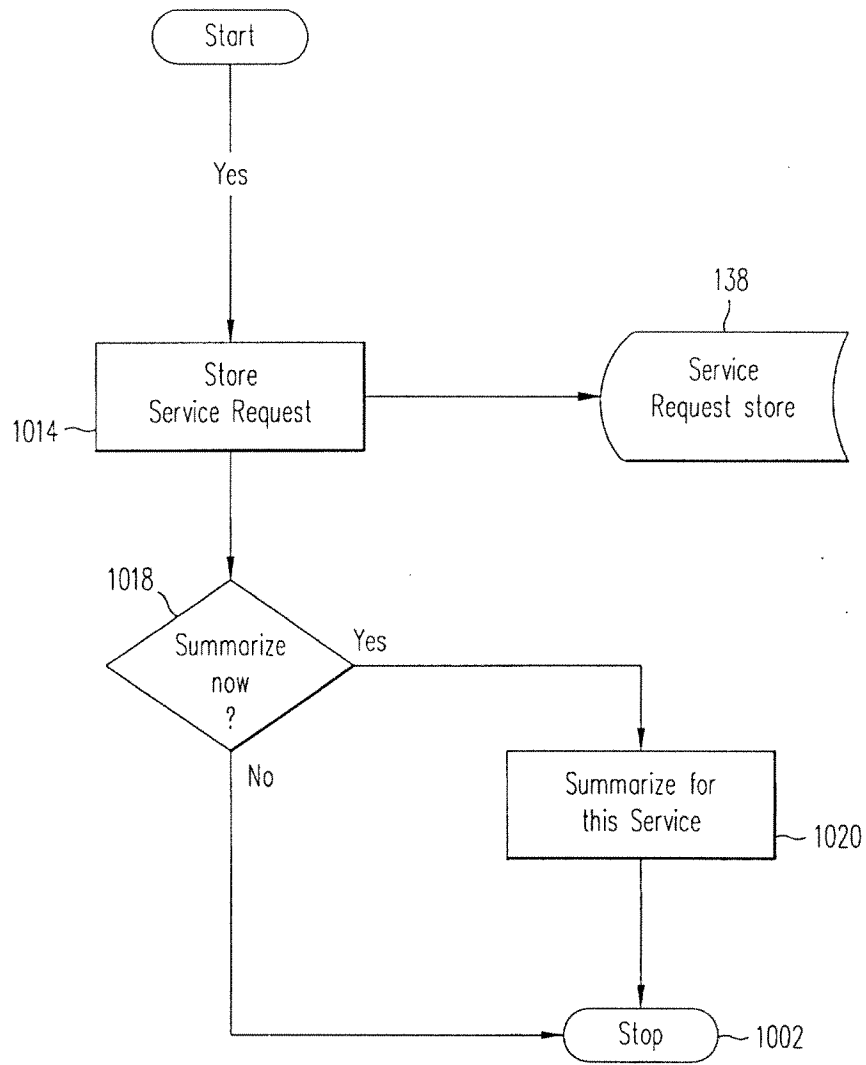 Start
Yes
138
Store
Service Request
Service
Request store
1014
1018
Summarize
now
?
Yes
No
Summarize for
this Service
1020
Stop
1002